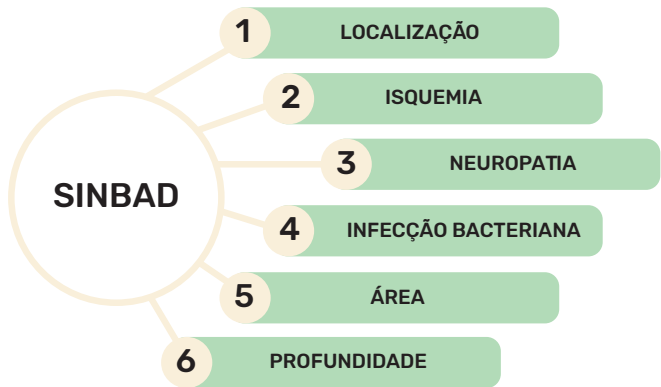 SINBAD
1 LOCALIZAÇÃO
2 ISQUEMIA
3 NEUROPATIA
4 INFECÇÃO BACTERIANA
5 ÁREA
6 PROFUNDIDADE